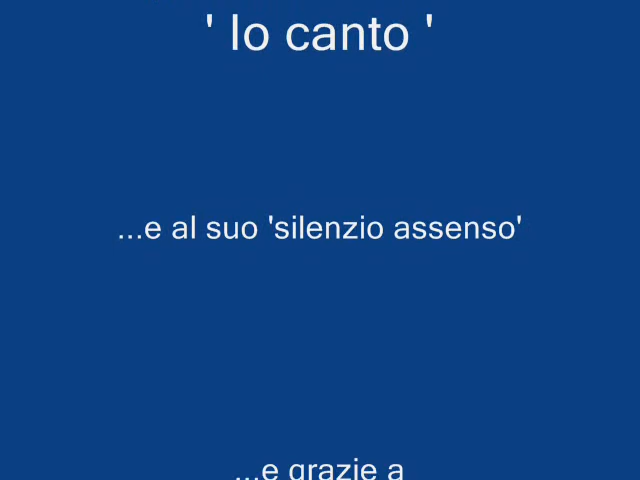 ' Io canto '
...e al suo 'silenzio assenso'
...e grazie a